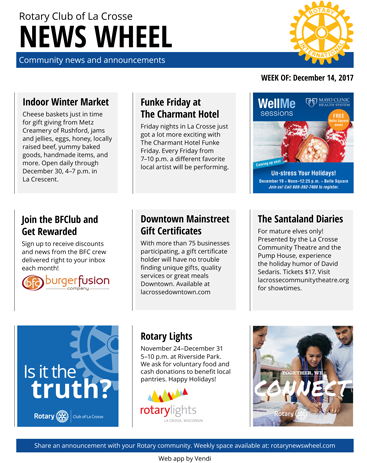 Rotary Club of La Crosse
NEWS WHEEL
Community news and announcements
ROTARY
INTERNATIONAL
WEEK OF: December 14, 2017
Indoor Winter Market
Cheese baskets just in time
for gift giving from Metz
Creamery of Rushford, jams
and jellies, eggs, honey, locally
raised beef, yummy baked
goods, handmade items, and
more. Open daily through
December 30, 4–7 p.m. in
La Crescent.
Funke Friday at
The Charmant Hotel
Friday nights in La Crosse just
got a lot more exciting with
The Charmant Hotel Funke
Friday. Every Friday from
7–10 p.m. a different favorite
local artist will be performing.
WellMe
sessions
MAYO CLINIC
HEALTH SYSTEM
FREE
Coming up next
Un-stress Your Holidays!
December 19 • Noon–12:25 p.m. • Belle Square
Join us! Call 608-392-7400 to register.
Join the BFClub and
Get Rewarded
Sign up to receive discounts
and news from the BFC crew
delivered right to your inbox
each month!
bfc burgerfusion
company
Downtown Mainstreet
Gift Certificates
With more than 75 businesses
participating, a gift certificate
holder will have no trouble
finding unique gifts, quality
services or great meals
Downtown. Available at
lacrossedowntown.com
The Santaland Diaries
For mature elves only!
Presented by the La Crosse
Community Theatre and the
Pump House, experience
the holiday humor of David
Sedaris. Tickets $17. Visit
lacrossecommunitytheatre.org
for showtimes.
Is it the
truth?
Rotary Club of La Crosse
Rotary Lights
November 24–December 31
5–10 p.m. at Riverside Park.
We ask for voluntary food and
cash donations to benefit local
pantries. Happy Holidays!
rotarylights
LA CROSSE, WISCONSIN
TOGETHER, WE
CONNECT
Rotary
Share an announcement with your Rotary community. Weekly space available at: rotarynewswheel.com
Web app by Vendi